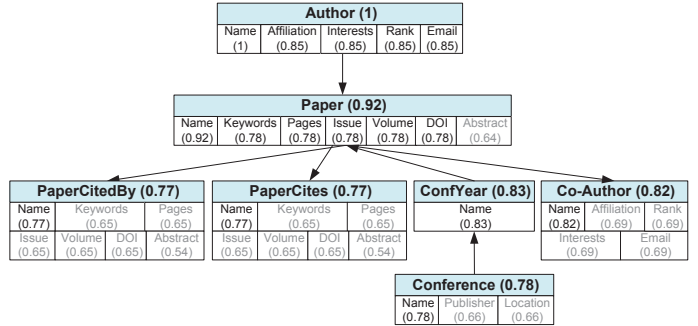 Author (1)
Name Affiliation Interests Rank Email
(1) (0.85) (0.85) (0.85) (0.85)
Paper (0.92)
Name Keywords Pages Issue Volume DOI Abstract
(0.92) (0.78) (0.78) (0.78) (0.78) (0.78) (0.64)
PaperCitedBy (0.77)
Name Keywords Pages
(0.77) (0.65) (0.65)
Issue Volume DOI Abstract
(0.65) (0.65) (0.65) (0.54)
PaperCites (0.77)
Name Keywords Pages
(0.77) (0.65) (0.65)
Issue Volume DOI Abstract
(0.65) (0.65) (0.65) (0.54)
ConfYear (0.83)
Name
(0.83)
Co-Author (0.82)
Name Affiliation Rank
(0.82) (0.69) (0.69)
Interests Email
(0.69) (0.69)
Conference (0.78)
Name Publisher Location
(0.78) (0.66) (0.66)